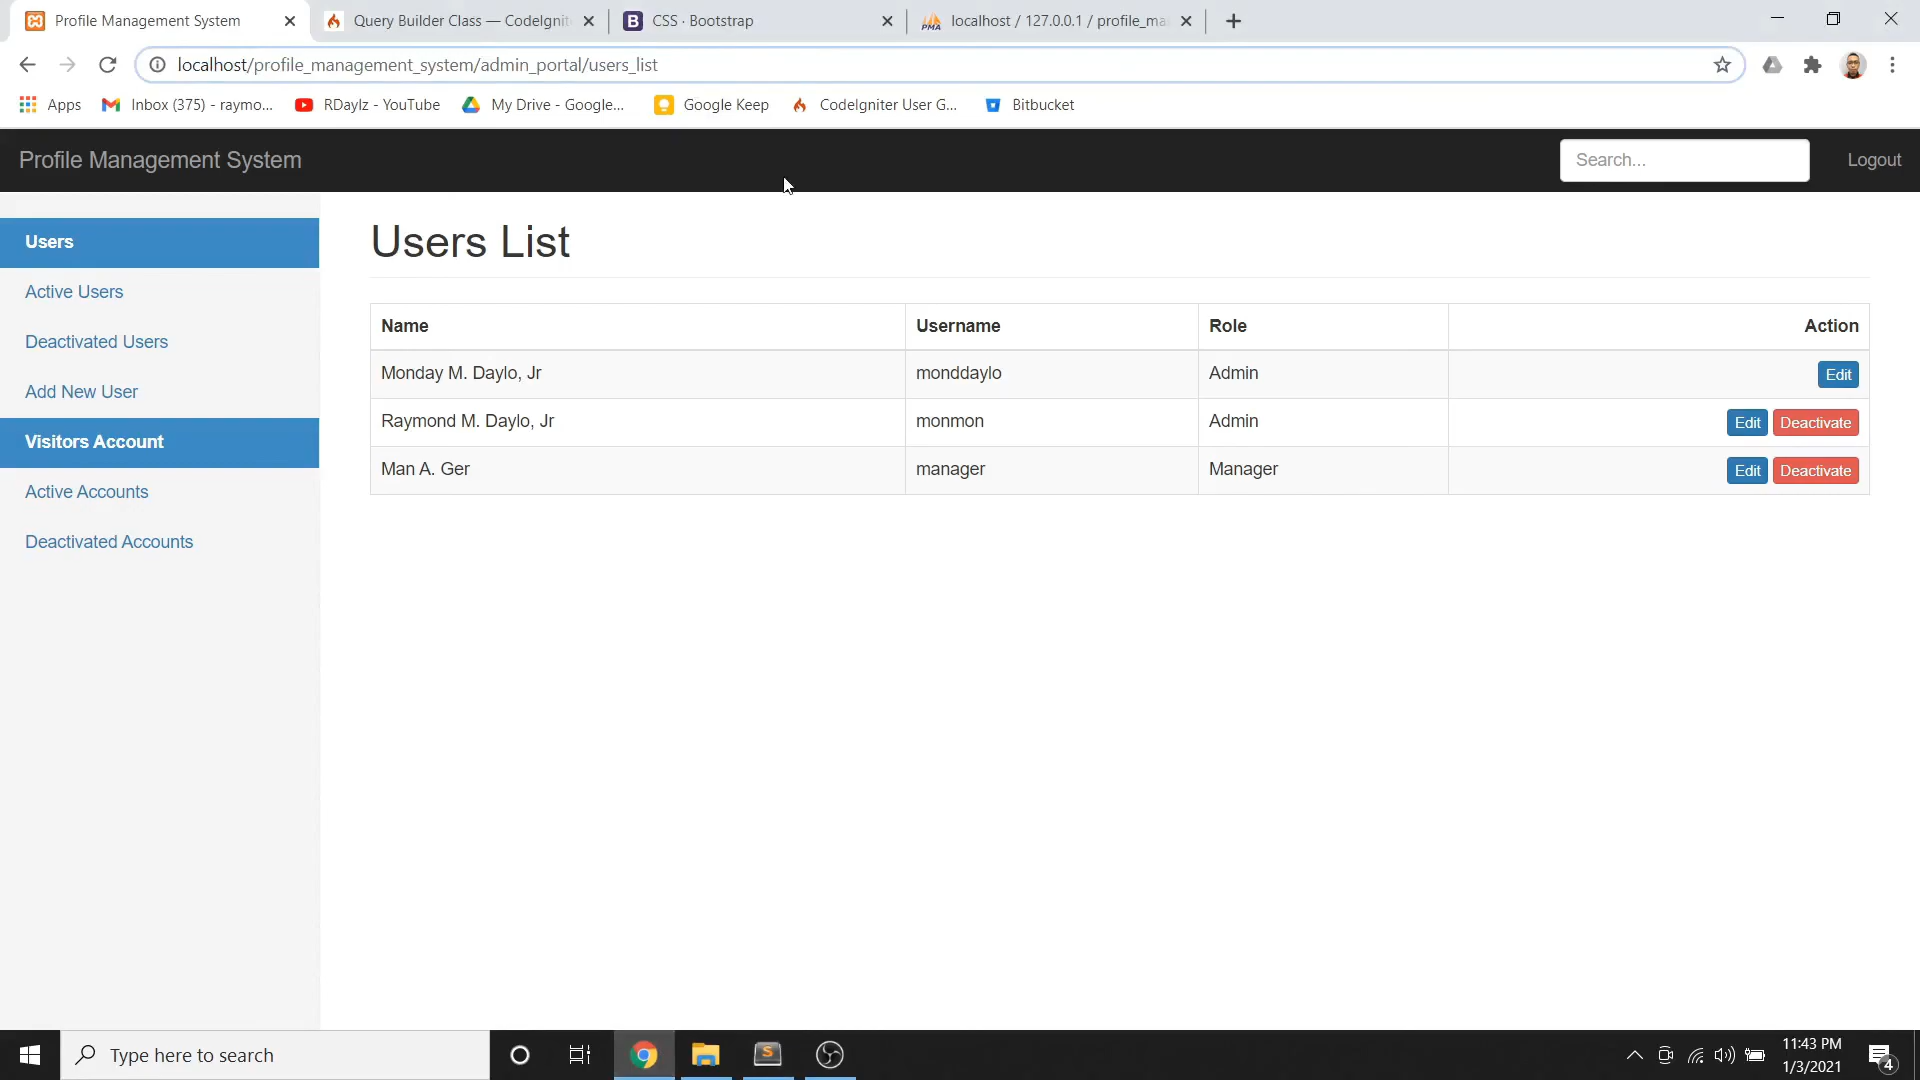 Profile Management System
Query Builder Class — CodeIgnit
CSS · Bootstrap
localhost / 127.0.0.1 / profile_ma
localhost/profile_management_system/admin_portal/users_list
Apps
Inbox (375) - raymo...
RDaylz - YouTube
My Drive - Google...
Google Keep
CodeIgniter User G...
Bitbucket
Profile Management System
Search...
Logout
Users
Active Users
Deactivated Users
Add New User
Visitors Account
Active Accounts
Deactivated Accounts
Users List
Name Username Role Action
Monday M. Daylo, Jr monddaylo Admin Edit
Raymond M. Daylo, Jr monmon Admin Edit Deactivate
Man A. Ger manager Manager Edit Deactivate
Type here to search
11:43 PM
1/3/2021
4